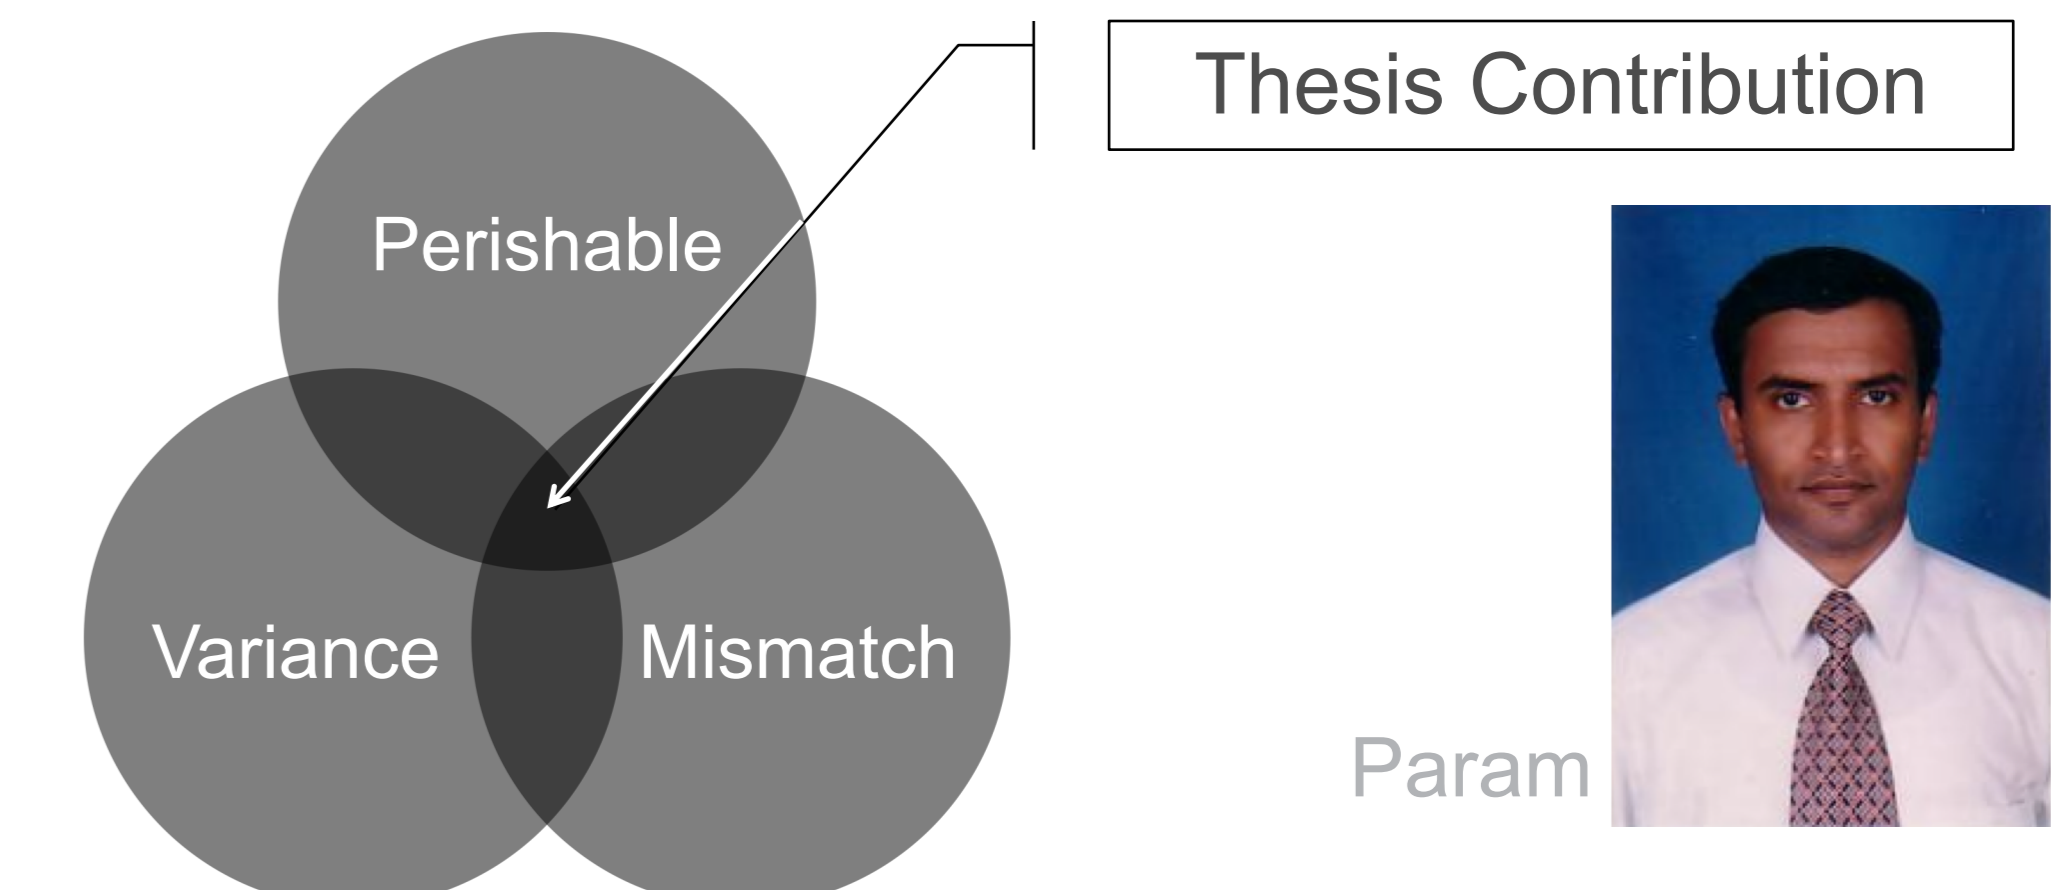 Thesis Contribution
Perishable
Variance
Mismatch
Param